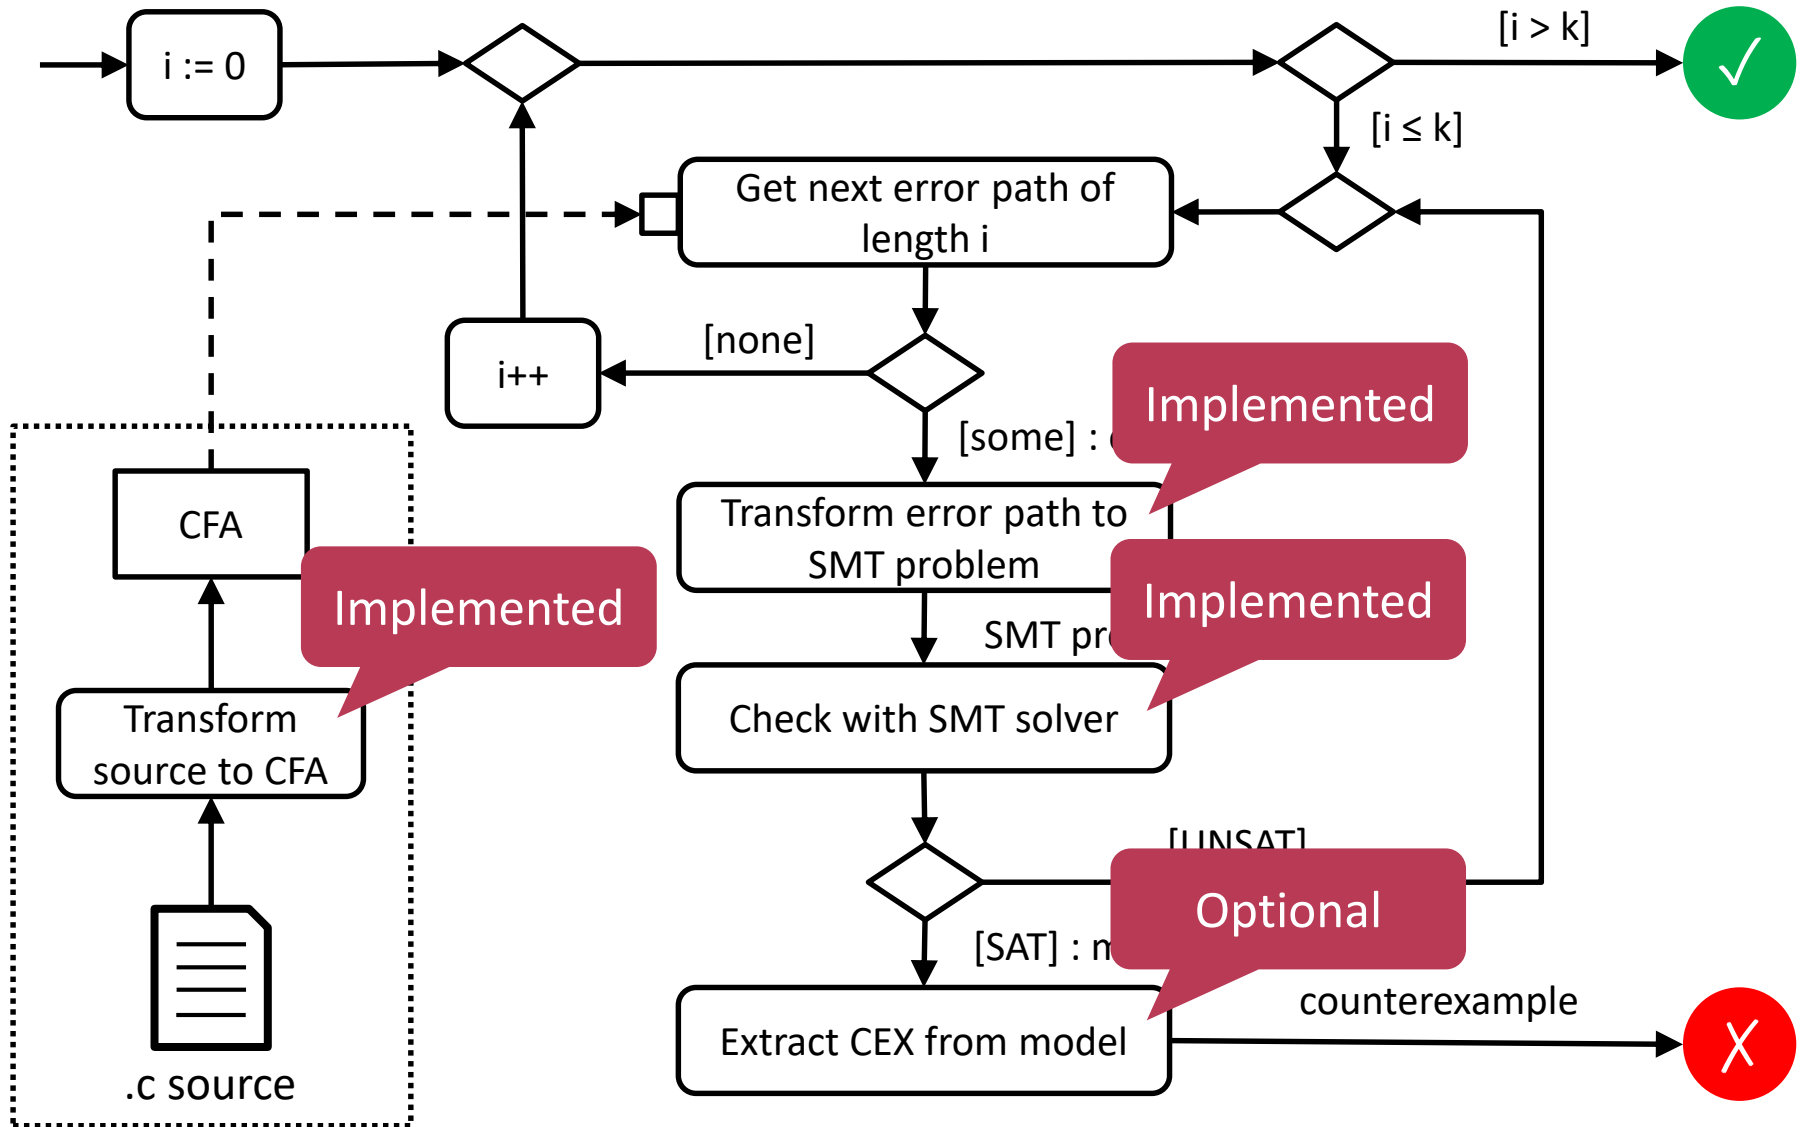 i := 0
[i > k]
✓
[i ≤ k]
Get next error path of
length i
[none]
i++
Implemented
[some] :
CFA
Transform error path to
SMT problem
Implemented
Implemented
SMT
Transform
source to CFA
Check with SMT solver
[UNSAT]
Optional
[SAT] :
.c source
Extract CEX from model
counterexample
✗